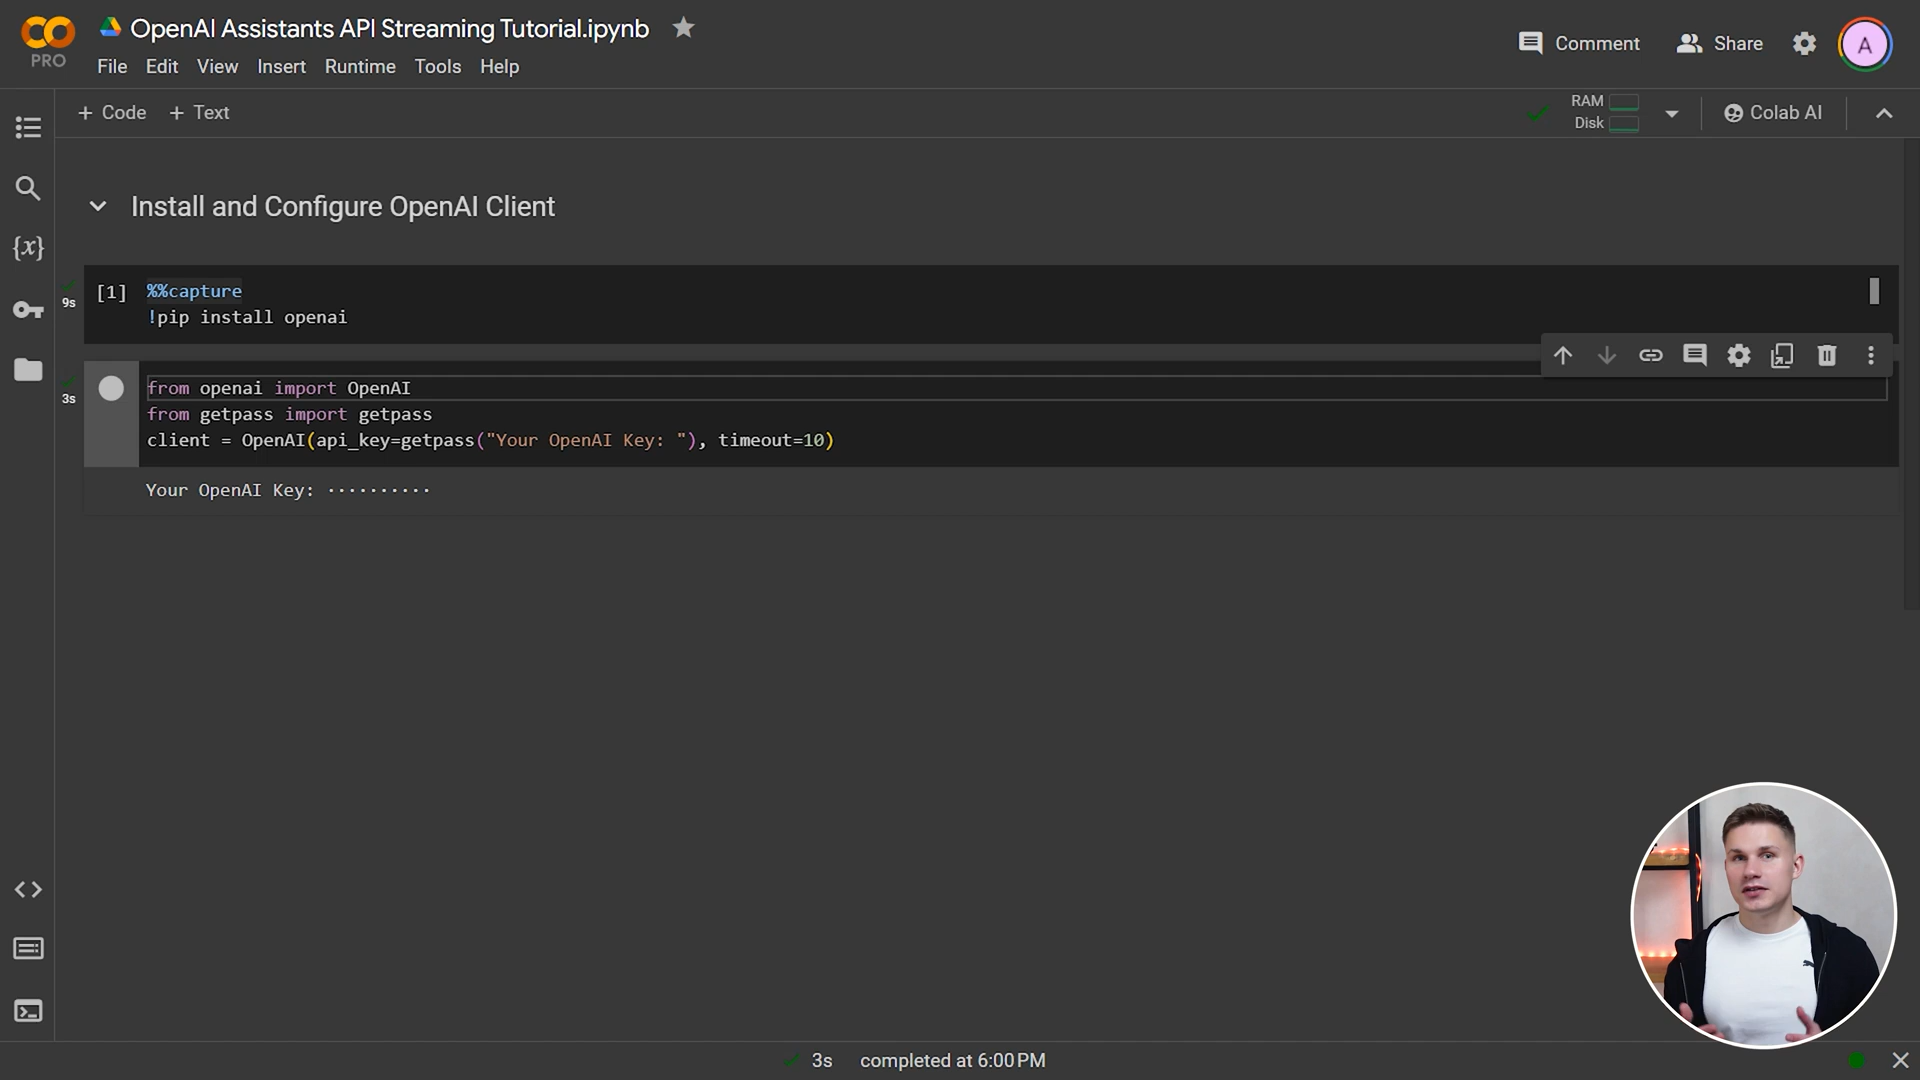 OpenAI Assistants API Streaming Tutorial.ipynb
PRO
File Edit View Insert Runtime Tools Help
Comment
Share
A
+ Code + Text
RAM
Disk
Colab AI
Install and Configure OpenAI Client
{x}
9s
[1]
%%capture
!pip install openai
3s
from openai import OpenAI
from getpass import getpass
client = OpenAI(api_key=getpass("Your OpenAI Key: "), timeout=10)
Your OpenAI Key: ··········
3s completed at 6:00 PM